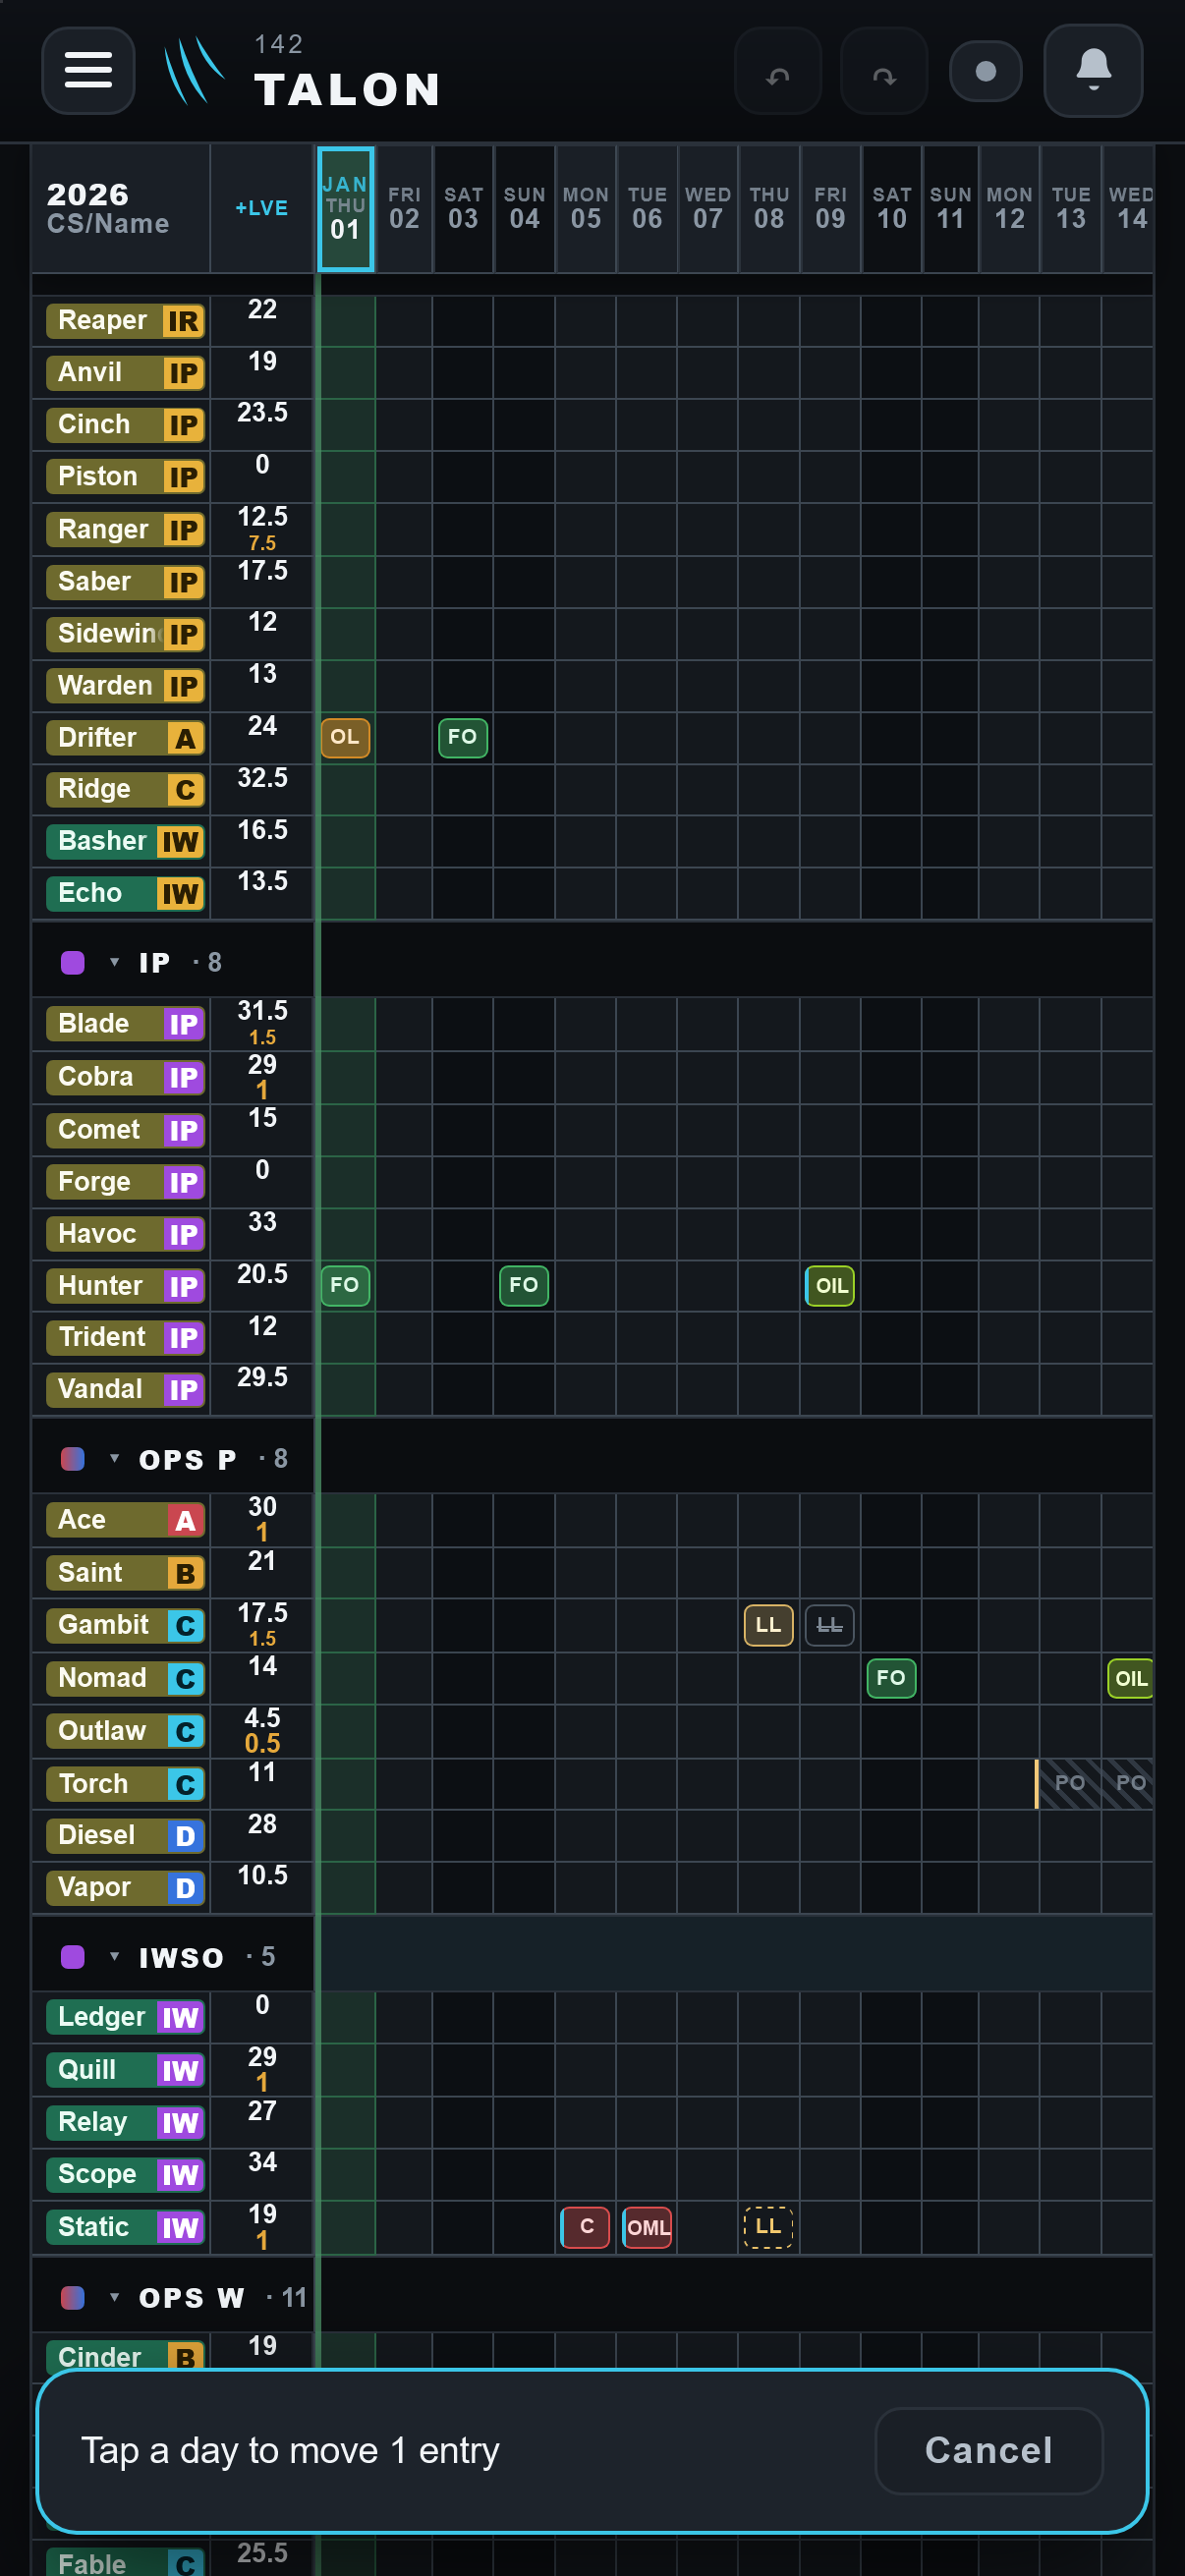 142
TALON
2026
CS/Name
+LVE
JAN THU 01
FRI 02
SAT 03
SUN 04
MON 05
TUE 06
WED 07
THU 08
FRI 09
SAT 10
SUN 11
MON 12
TUE 13
WED 14
Reaper IR 22
Anvil IP 19
Cinch IP 23.5
Piston IP 0
Ranger IP 12.5
7.5
Saber IP 17.5
Sidewin IP 12
Warden IP 13
Drifter A 24 OL FO
Ridge C 32.5
Basher IW 16.5
Echo IW 13.5
IP · 8
Blade IP 31.5
1.5
Cobra IP 29
1
Comet IP 15
Forge IP 0
Havoc IP 33
Hunter IP 20.5 FO FO OIL
Trident IP 12
Vandal IP 29.5
OPS P · 8
Ace A 30
1
Saint B 21
Gambit C 17.5 LL LL
1.5
Nomad C 14 FO OIL
Outlaw C 4.5
0.5
Torch C 11 PO PO
Diesel D 28
Vapor D 10.5
IWSO · 5
Ledger IW 0
Quill IW 29
1
Relay IW 27
Scope IW 34
Static IW 19 C OML LL
1
OPS W · 11
Cinder B 19
Tap a day to move 1 entry
Cancel
Fable C 25.5